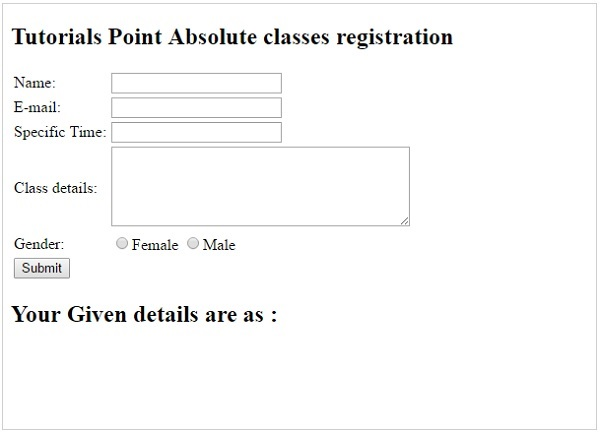 Tutorials Point Absolute classes registration
Name:
E-mail:
Specific Time:
Class details:
Gender: Female Male
Submit
Your Given details are as :